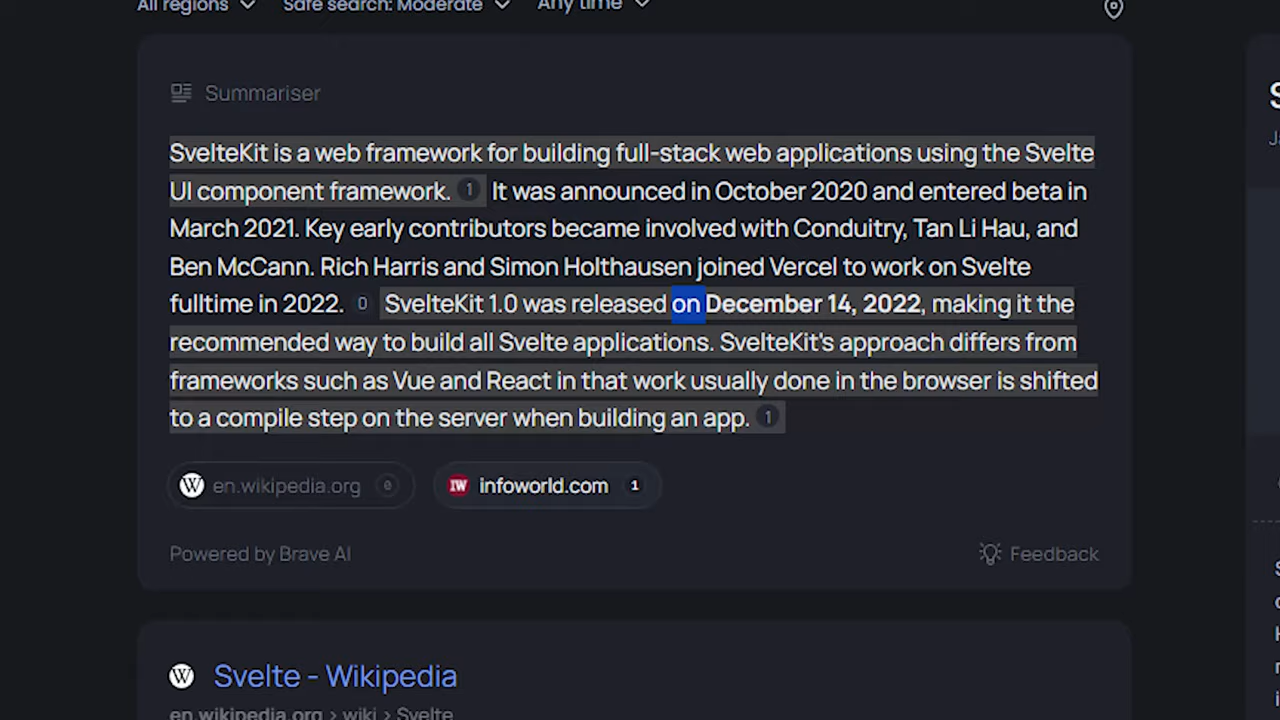 All regions Safe search: Moderate Any time
Summariser
SvelteKit is a web framework for building full-stack web applications using the Svelte
UI component framework. 1 It was announced in October 2020 and entered beta in
March 2021. Key early contributors became involved with Conduitry, Tan Li Hau, and
Ben McCann. Rich Harris and Simon Holthausen joined Vercel to work on Svelte
fulltime in 2022. 0 SvelteKit 1.0 was released on December 14, 2022, making it the
recommended way to build all Svelte applications. SvelteKit's approach differs from
frameworks such as Vue and React in that work usually done in the browser is shifted
to a compile step on the server when building an app. 1
en.wikipedia.org 0 infoworld.com 1
Powered by Brave AI Feedback
Svelte - Wikipedia
en.wikipedia.org › wiki › Svelte